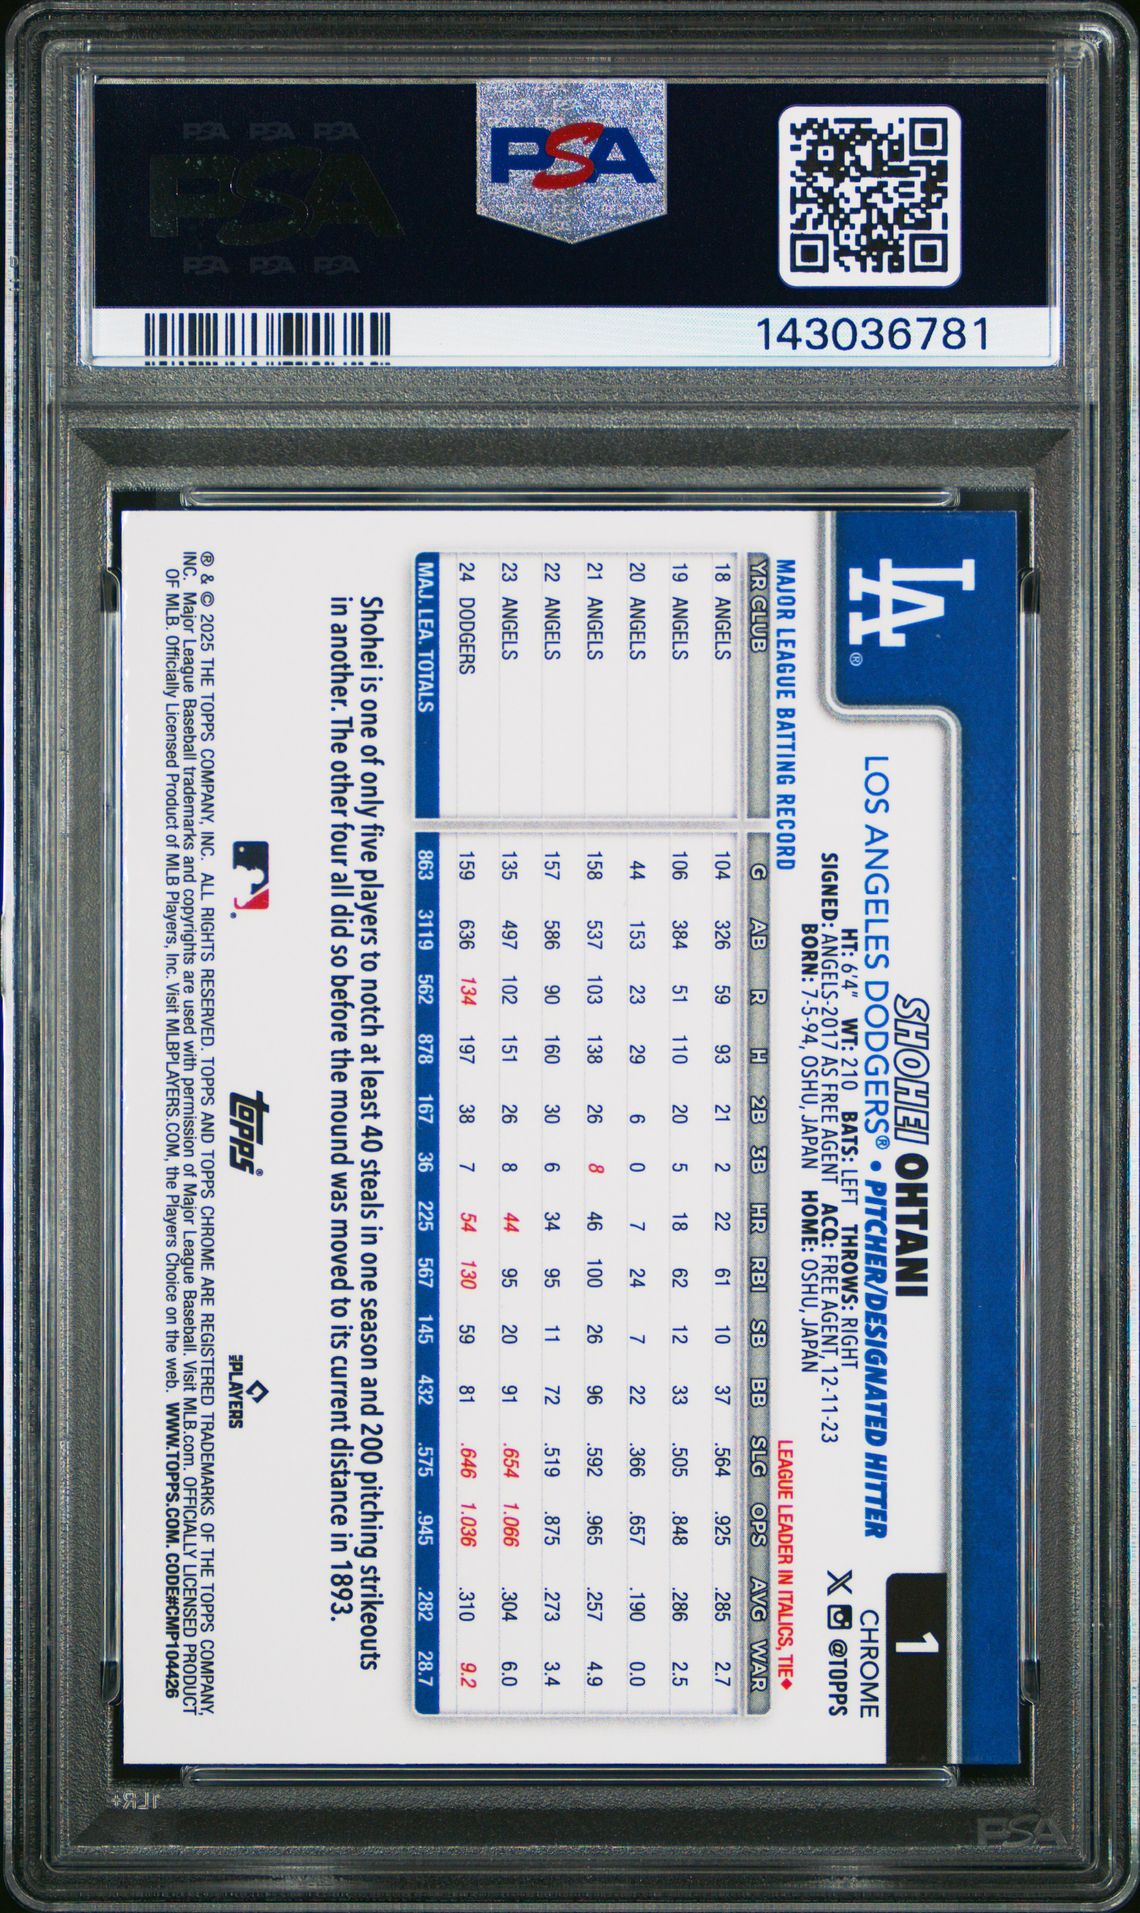 PSA PSA PSA
PSA
PSA PSA PSA
PSA
143036781
LA®
1
SHOHEI OHTANI
LOS ANGELES DODGERS® • PITCHER/DESIGNATED HITTER
CHROME
HT: 6'4" WT: 210 BATS: LEFT THROWS: RIGHT
SIGNED: ANGELS-2017 AS FREE AGENT ACQ: FREE AGENT, 12-11-23
BORN: 7-5-94, OSHU, JAPAN HOME: OSHU, JAPAN
X @TOPPS
MAJOR LEAGUE BATTING RECORD
LEAGUE LEADER IN ITALICS, TIE♦
YR CLUB G AB R H 2B 3B HR RBI SB BB SLG OPS AVG WAR
18 ANGELS 104 326 59 93 21 2 22 61 10 37 .564 .925 .285 2.7
19 ANGELS 106 384 51 110 20 5 18 62 12 33 .505 .848 .286 2.5
20 ANGELS 44 153 23 29 6 0 7 24 7 22 .366 .657 .190 0.0
21 ANGELS 158 537 103 138 26 8 46 100 26 96 .592 .965 .257 4.9
22 ANGELS 157 586 90 160 30 6 34 95 11 72 .519 .875 .273 3.4
23 ANGELS 135 497 102 151 26 8 44 95 20 91 .654 1.066 .304 6.0
24 DODGERS 159 636 134 197 38 7 54 130 59 81 .646 1.036 .310 9.2
MAJ. LEA. TOTALS 863 3119 562 878 167 36 225 567 145 432 .575 .945 .282 28.7
Shohei is one of only five players to notch at least 40 steals in one season and 200 pitching strikeouts
in another. The other four all did so before the mound was moved to its current distance in 1893.
topps®
PLAYERS
® & © 2025 THE TOPPS COMPANY, INC. ALL RIGHTS RESERVED. TOPPS AND TOPPS CHROME ARE REGISTERED TRADEMARKS OF THE TOPPS COMPANY,
INC. Major League Baseball trademarks and copyrights are used with permission of Major League Baseball. Visit MLB.com. OFFICIALLY LICENSED PRODUCT
OF MLB. Officially Licensed Product of MLB Players, Inc. Visit MLBPLAYERS.COM, the Players Choice on the web. WWW.TOPPS.COM. CODE#CMP104426
PSA